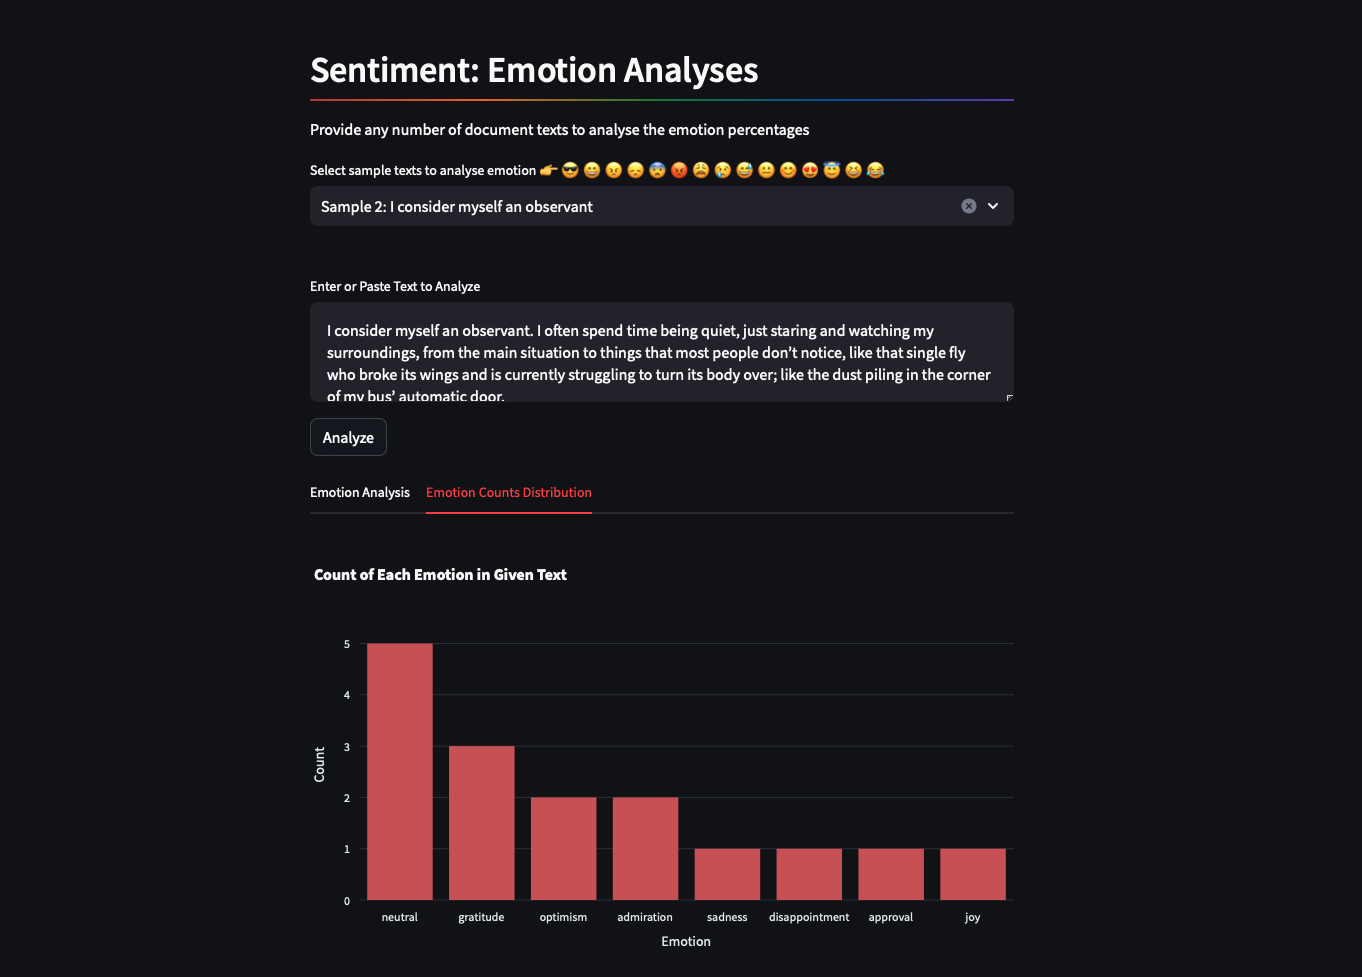 Sentiment: Emotion Analyses
Provide any number of document texts to analyse the emotion percentages
Select sample texts to analyse emotion 👉 😎 😄 😠 😞 😨 😡 😩 😢 😅 😐 😊 😍 😇 😆 😂
Sample 2: I consider myself an observant
Enter or Paste Text to Analyze
I consider myself an observant. I often spend time being quiet, just staring and watching my
surroundings, from the main situation to things that most people don’t notice, like that single fly
who broke its wings and is currently struggling to turn its body over; like the dust piling in the corner
of my bus’ automatic door.
Analyze
Emotion Analysis Emotion Counts Distribution
Count of Each Emotion in Given Text
5
4
3
2
1
0
Count
neutral gratitude optimism admiration sadness disappointment approval joy
Emotion